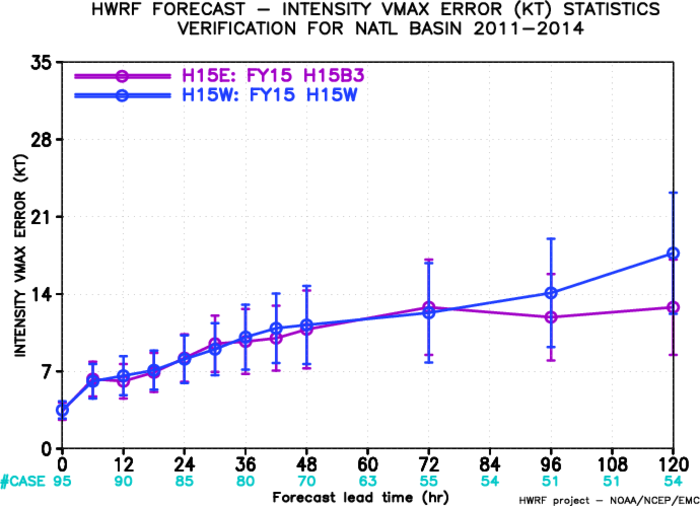 HWRF FORECAST – INTENSITY VMAX ERROR (KT) STATISTICS
VERIFICATION FOR NATL BASIN 2011–2014
H15E: FY15 H15B3
H15W: FY15 H15W
INTENSITY VMAX ERROR (KT)
35
28
21
14
7
0
0 12 24 36 48 60 72 84 96 108 120
#CASE 95 90 85 80 70 63 55 54 51 51 54
Forecast lead time (hr)
HWRF project – NOAA/NCEP/EMC